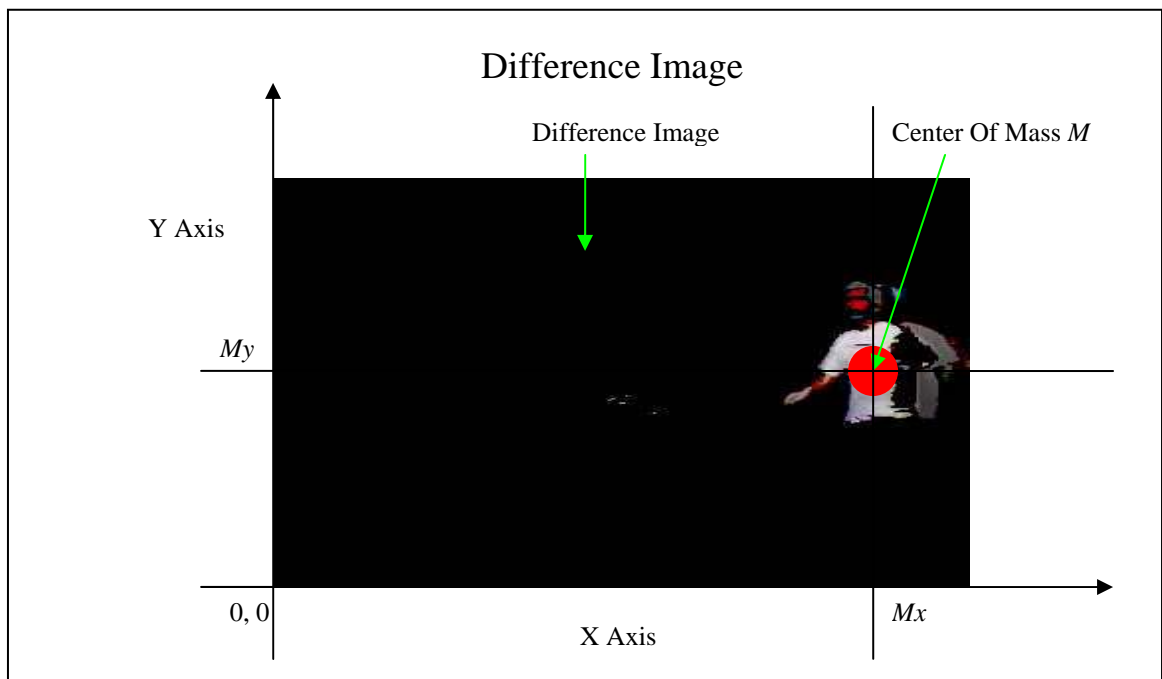 Difference Image
Difference Image
Center Of Mass M
Y Axis
My
0, 0
Mx
X Axis